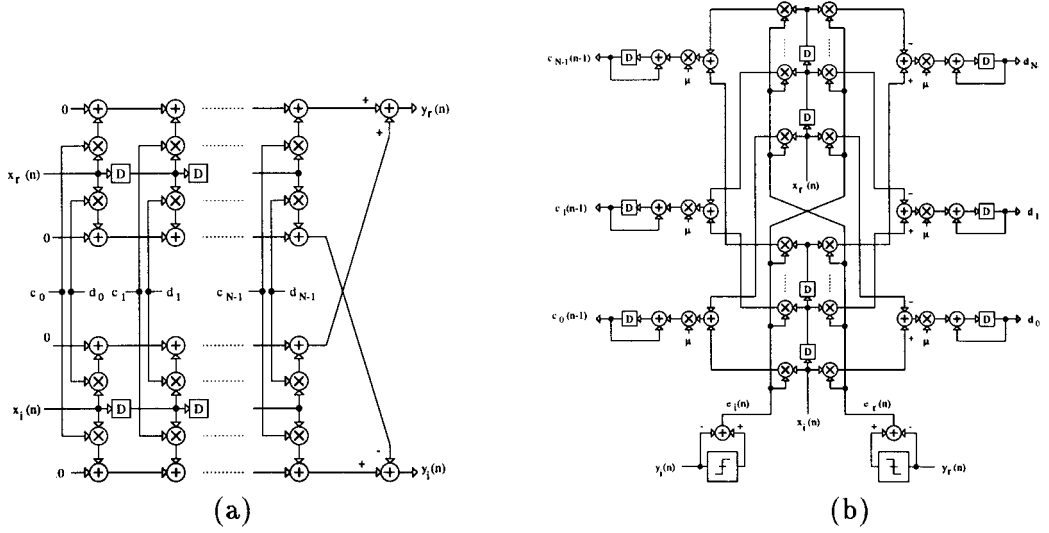 0
+
y_r(n)
+
x_r(n)
D
D
0
c_0
d_0
c_1
d_1
c_N-1
d_N-1
0
x_i(n)
D
D
-
0
+
y_i(n)
(a)
c_N-1(n-1)
D
μ
D
-
+
μ
D
d_N
D
x_r(n)
c_1(n-1)
D
μ
-
+
μ
D
d_1
D
c_0(n-1)
D
μ
-
+
μ
D
d_0
D
e_i(n)
x_i(n)
e_r(n)
-
+
+
-
y_i(n)
y_r(n)
(b)